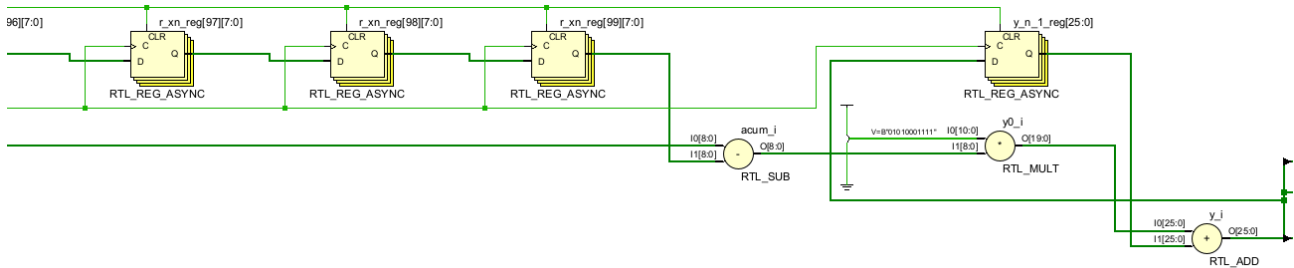 96][7:0]
r_xn_reg[97][7:0]
r_xn_reg[98][7:0]
r_xn_reg[99][7:0]
y_n_1_reg[25:0]
CLR
C
Q
D
RTL_REG_ASYNC
CLR
C
Q
D
RTL_REG_ASYNC
CLR
C
Q
D
RTL_REG_ASYNC
CLR
C
Q
D
RTL_REG_ASYNC
acum_i
I0[8:0]
I1[8:0]
-
O[8:0]
RTL_SUB
V=B"01010001111"
y0_i
I0[10:0]
I1[8:0]
*
O[19:0]
RTL_MULT
y_i
I0[25:0]
I1[25:0]
+
O[25:0]
RTL_ADD